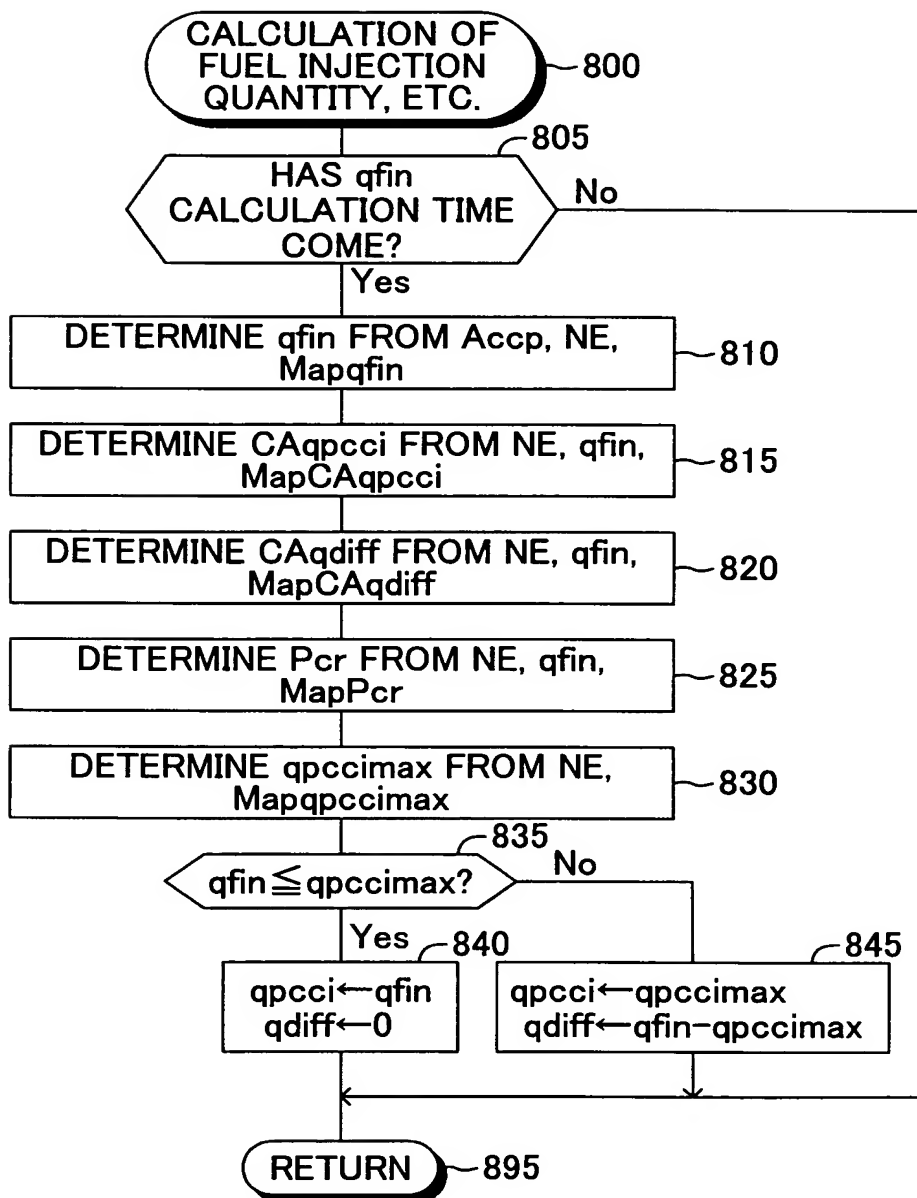 CALCULATION OF
FUEL INJECTION
QUANTITY, ETC.
800
805
HAS qfin
CALCULATION TIME
COME?
No
Yes
DETERMINE qfin FROM Accp, NE,
Mapqfin
810
DETERMINE CAqpcci FROM NE, qfin,
MapCAqpcci
815
DETERMINE CAqdiff FROM NE, qfin,
MapCAqdiff
820
DETERMINE Pcr FROM NE, qfin,
MapPcr
825
DETERMINE qpccimax FROM NE,
Mapqpccimax
830
835
qfin≦qpccimax?
No
Yes
840
qpcci←qfin
qdiff←0
845
qpcci←qpccimax
qdiff←qfin-qpccimax
RETURN
895